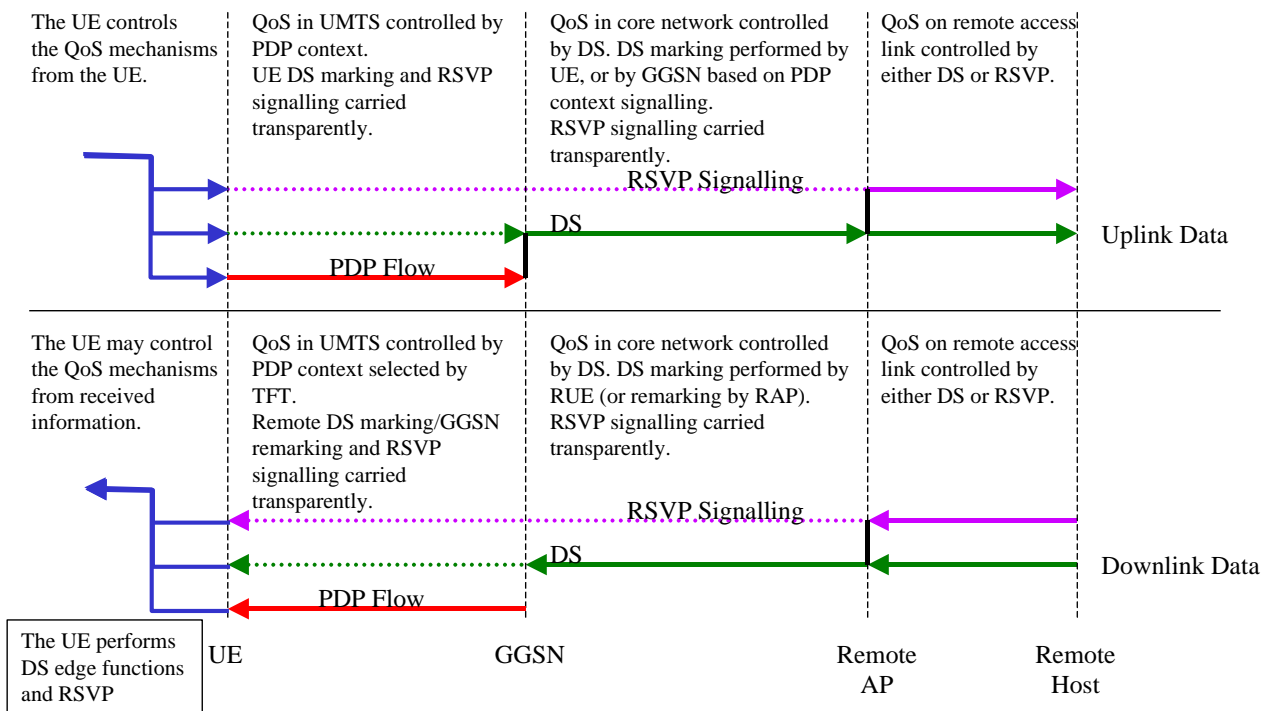 The UE controls
the QoS mechanisms
from the UE.
QoS in UMTS controlled by
PDP context.
UE DS marking and RSVP
signalling carried
transparently.
QoS in core network controlled
by DS. DS marking performed by
UE, or by GGSN based on PDP
context signalling.
RSVP signalling carried
transparently.
QoS on remote access
link controlled by
either DS or RSVP.
RSVP Signalling
DS
PDP Flow
Uplink Data
The UE may control
the QoS mechanisms
from received
information.
QoS in UMTS controlled by
PDP context selected by
TFT.
Remote DS marking/GGSN
remarking and RSVP
signalling carried
transparently.
QoS in core network controlled
by DS. DS marking performed by
RUE (or remarking by RAP).
RSVP signalling carried
transparently.
QoS on remote access
link controlled by
either DS or RSVP.
RSVP Signalling
DS
PDP Flow
Downlink Data
The UE performs
DS edge functions
and RSVP
UE
GGSN
Remote
AP
Remote
Host